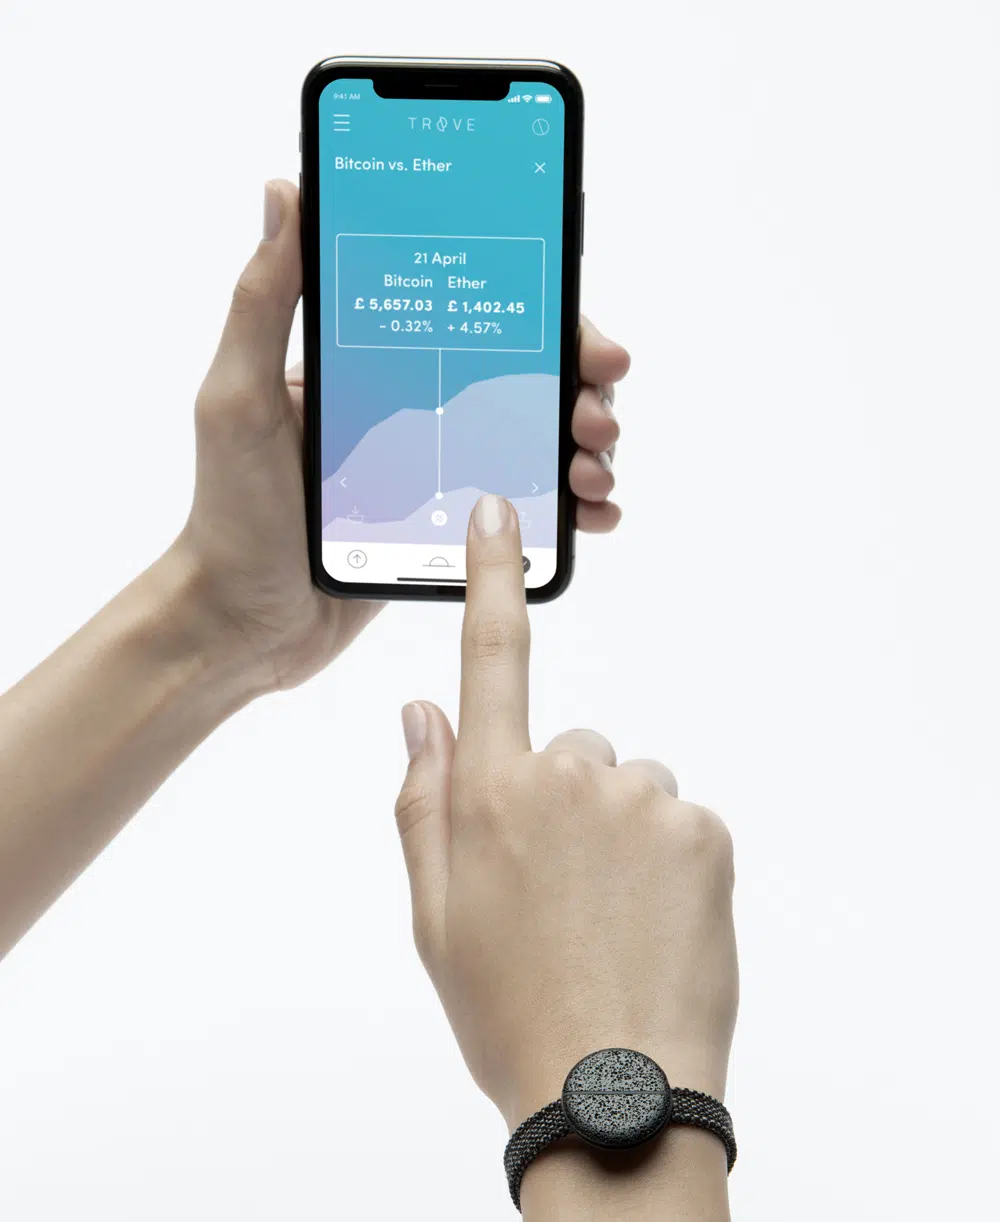 9:41 AM
TROVE
Bitcoin vs. Ether
21 April
Bitcoin Ether
£ 5,657.03 £ 1,402.45
- 0.32% + 4.57%